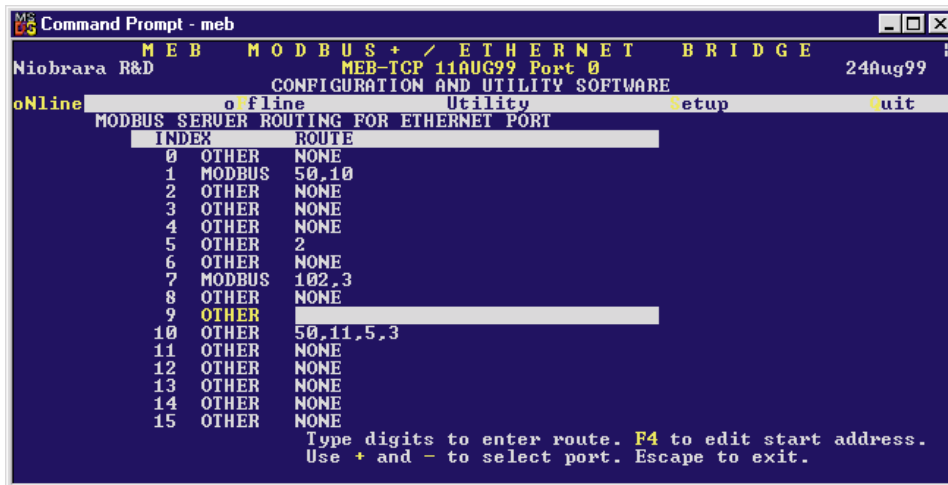 Command Prompt - meb
MEB MODBUS+ / ETHERNET BRIDGE
Niobrara R&D MEB-TCP 11AUG99 Port 0 24Aug99
CONFIGURATION AND UTILITY SOFTWARE
oNline oFfline Utility Setup Quit
MODBUS SERVER ROUTING FOR ETHERNET PORT
INDEX ROUTE
0 OTHER NONE
1 MODBUS 50,10
2 OTHER NONE
3 OTHER NONE
4 OTHER NONE
5 OTHER 2
6 OTHER NONE
7 MODBUS 102,3
8 OTHER NONE
9 OTHER
10 OTHER 50,11,5,3
11 OTHER NONE
12 OTHER NONE
13 OTHER NONE
14 OTHER NONE
15 OTHER NONE
Type digits to enter route. F4 to edit start address.
Use + and - to select port. Escape to exit.